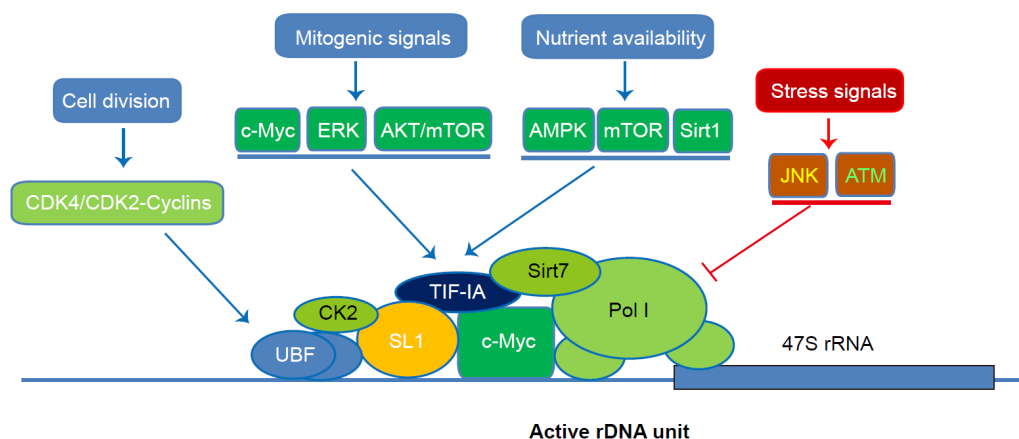 Mitogenic signals
Nutrient availability
Cell division
Stress signals
c-Myc
ERK
AKT/mTOR
AMPK
mTOR
Sirt1
JNK
ATM
CDK4/CDK2-Cyclins
Sirt7
TIF-IA
CK2
Pol I
UBF
SL1
c-Myc
47S rRNA
Active rDNA unit